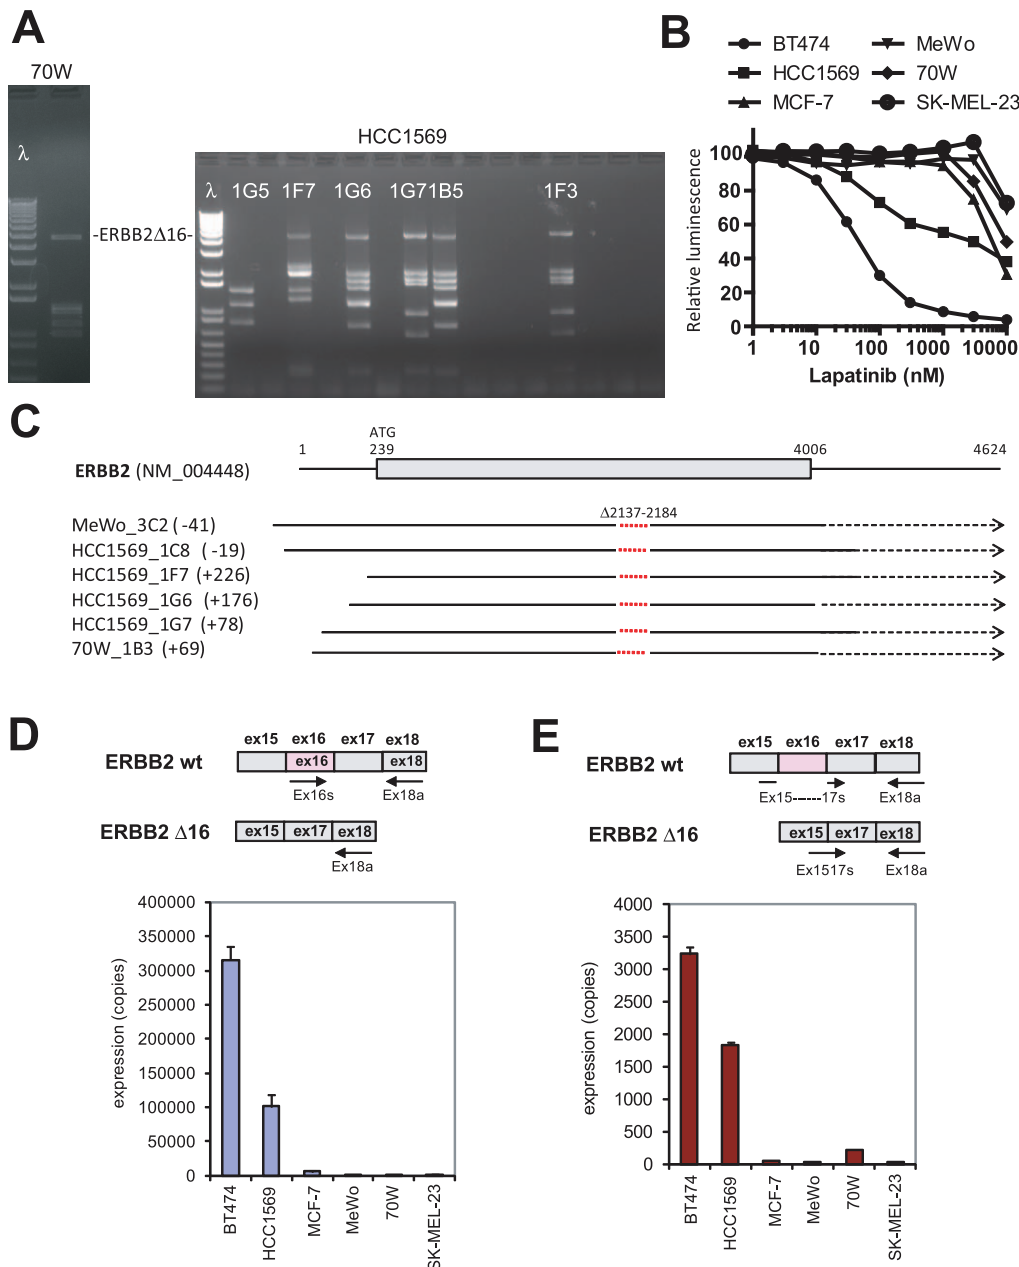 A
70W
λ
-ERBB2Δ16-
HCC1569
λ 1G5 1F7 1G6 1G7 1B5 1F3
B
BT474 MeWo
HCC1569 70W
MCF-7 SK-MEL-23
Relative luminescence
100
80
60
40
20
0
1 10 100 1000 10000
Lapatinib (nM)
C
ATG
1 239 4006 4624
ERBB2 (NM_004448)
Δ2137-2184
MeWo_3C2 (-41)
HCC1569_1C8 (-19)
HCC1569_1F7 (+226)
HCC1569_1G6 (+176)
HCC1569_1G7 (+78)
70W_1B3 (+69)
D
ex15 ex16 ex17 ex18
ERBB2 wt
ex16 ex18
Ex16s Ex18a
ERBB2 Δ16
ex15 ex17 ex18
Ex18a
expression (copies)
400000
350000
300000
250000
200000
150000
100000
50000
0
BT474
HCC1569
MCF-7
MeWo
70W
SK-MEL-23
E
ex15 ex16 ex17 ex18
ERBB2 wt
Ex15------17s Ex18a
ERBB2 Δ16
ex15 ex17 ex18
Ex1517s Ex18a
expression (copies)
4000
3500
3000
2500
2000
1500
1000
500
0
BT474
HCC1569
MCF-7
MeWo
70W
SK-MEL-23